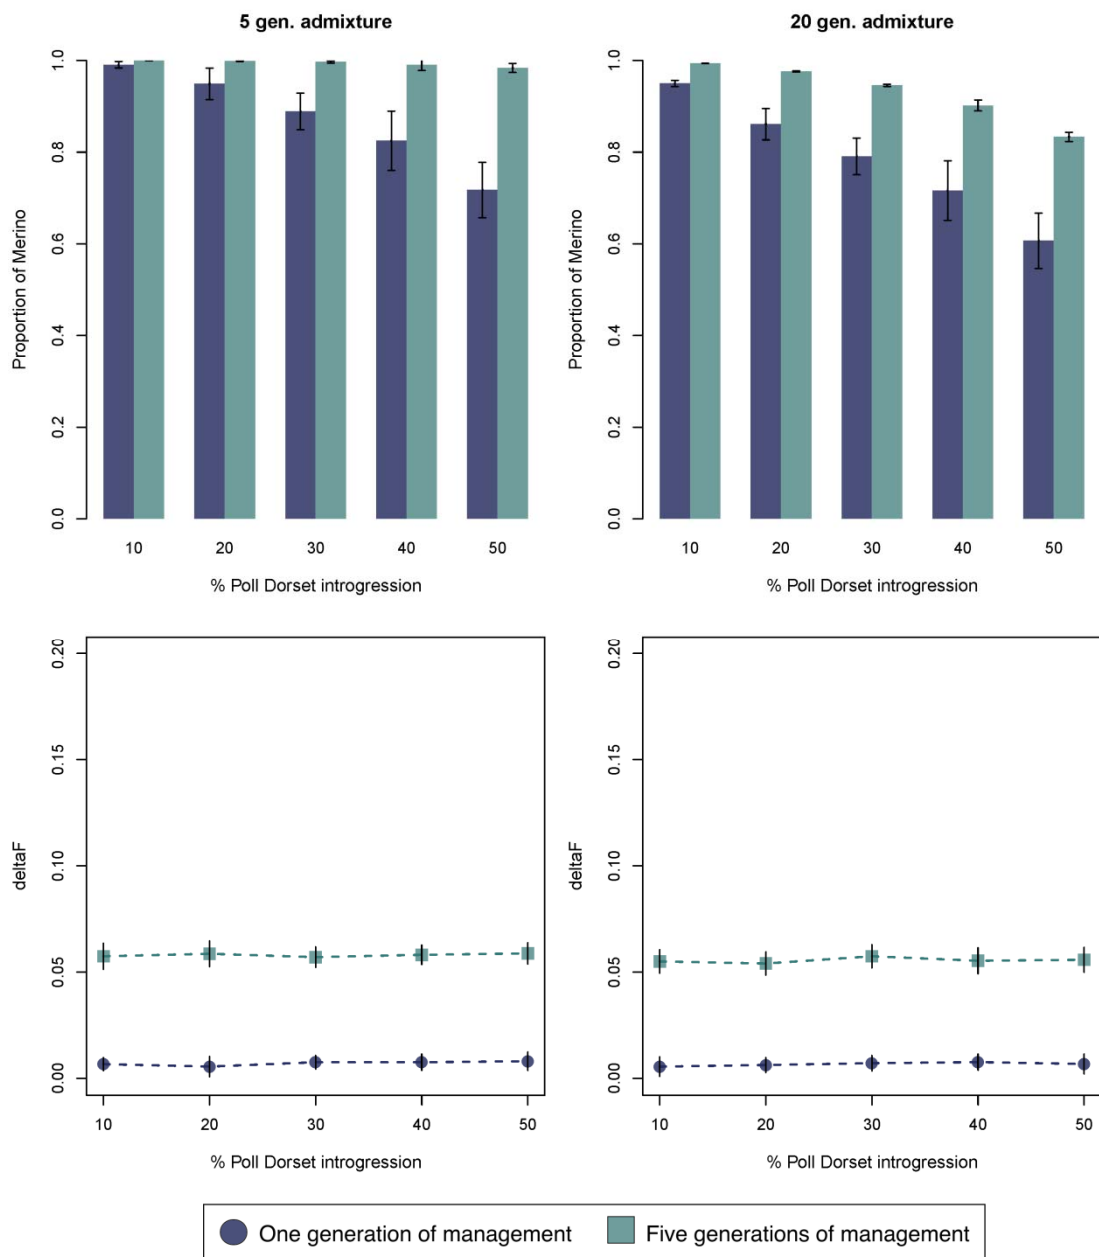 5 gen. admixture
20 gen. admixture
Proportion of Merino
1.0
0.8
0.6
0.4
0.2
0.0
10 20 30 40 50
% Poll Dorset introgression
Proportion of Merino
1.0
0.8
0.6
0.4
0.2
0.0
10 20 30 40 50
% Poll Dorset introgression
deltaF
0.20
0.15
0.10
0.05
0.00
10 20 30 40 50
% Poll Dorset introgression
deltaF
0.20
0.15
0.10
0.05
0.00
10 20 30 40 50
% Poll Dorset introgression
One generation of management
Five generations of management